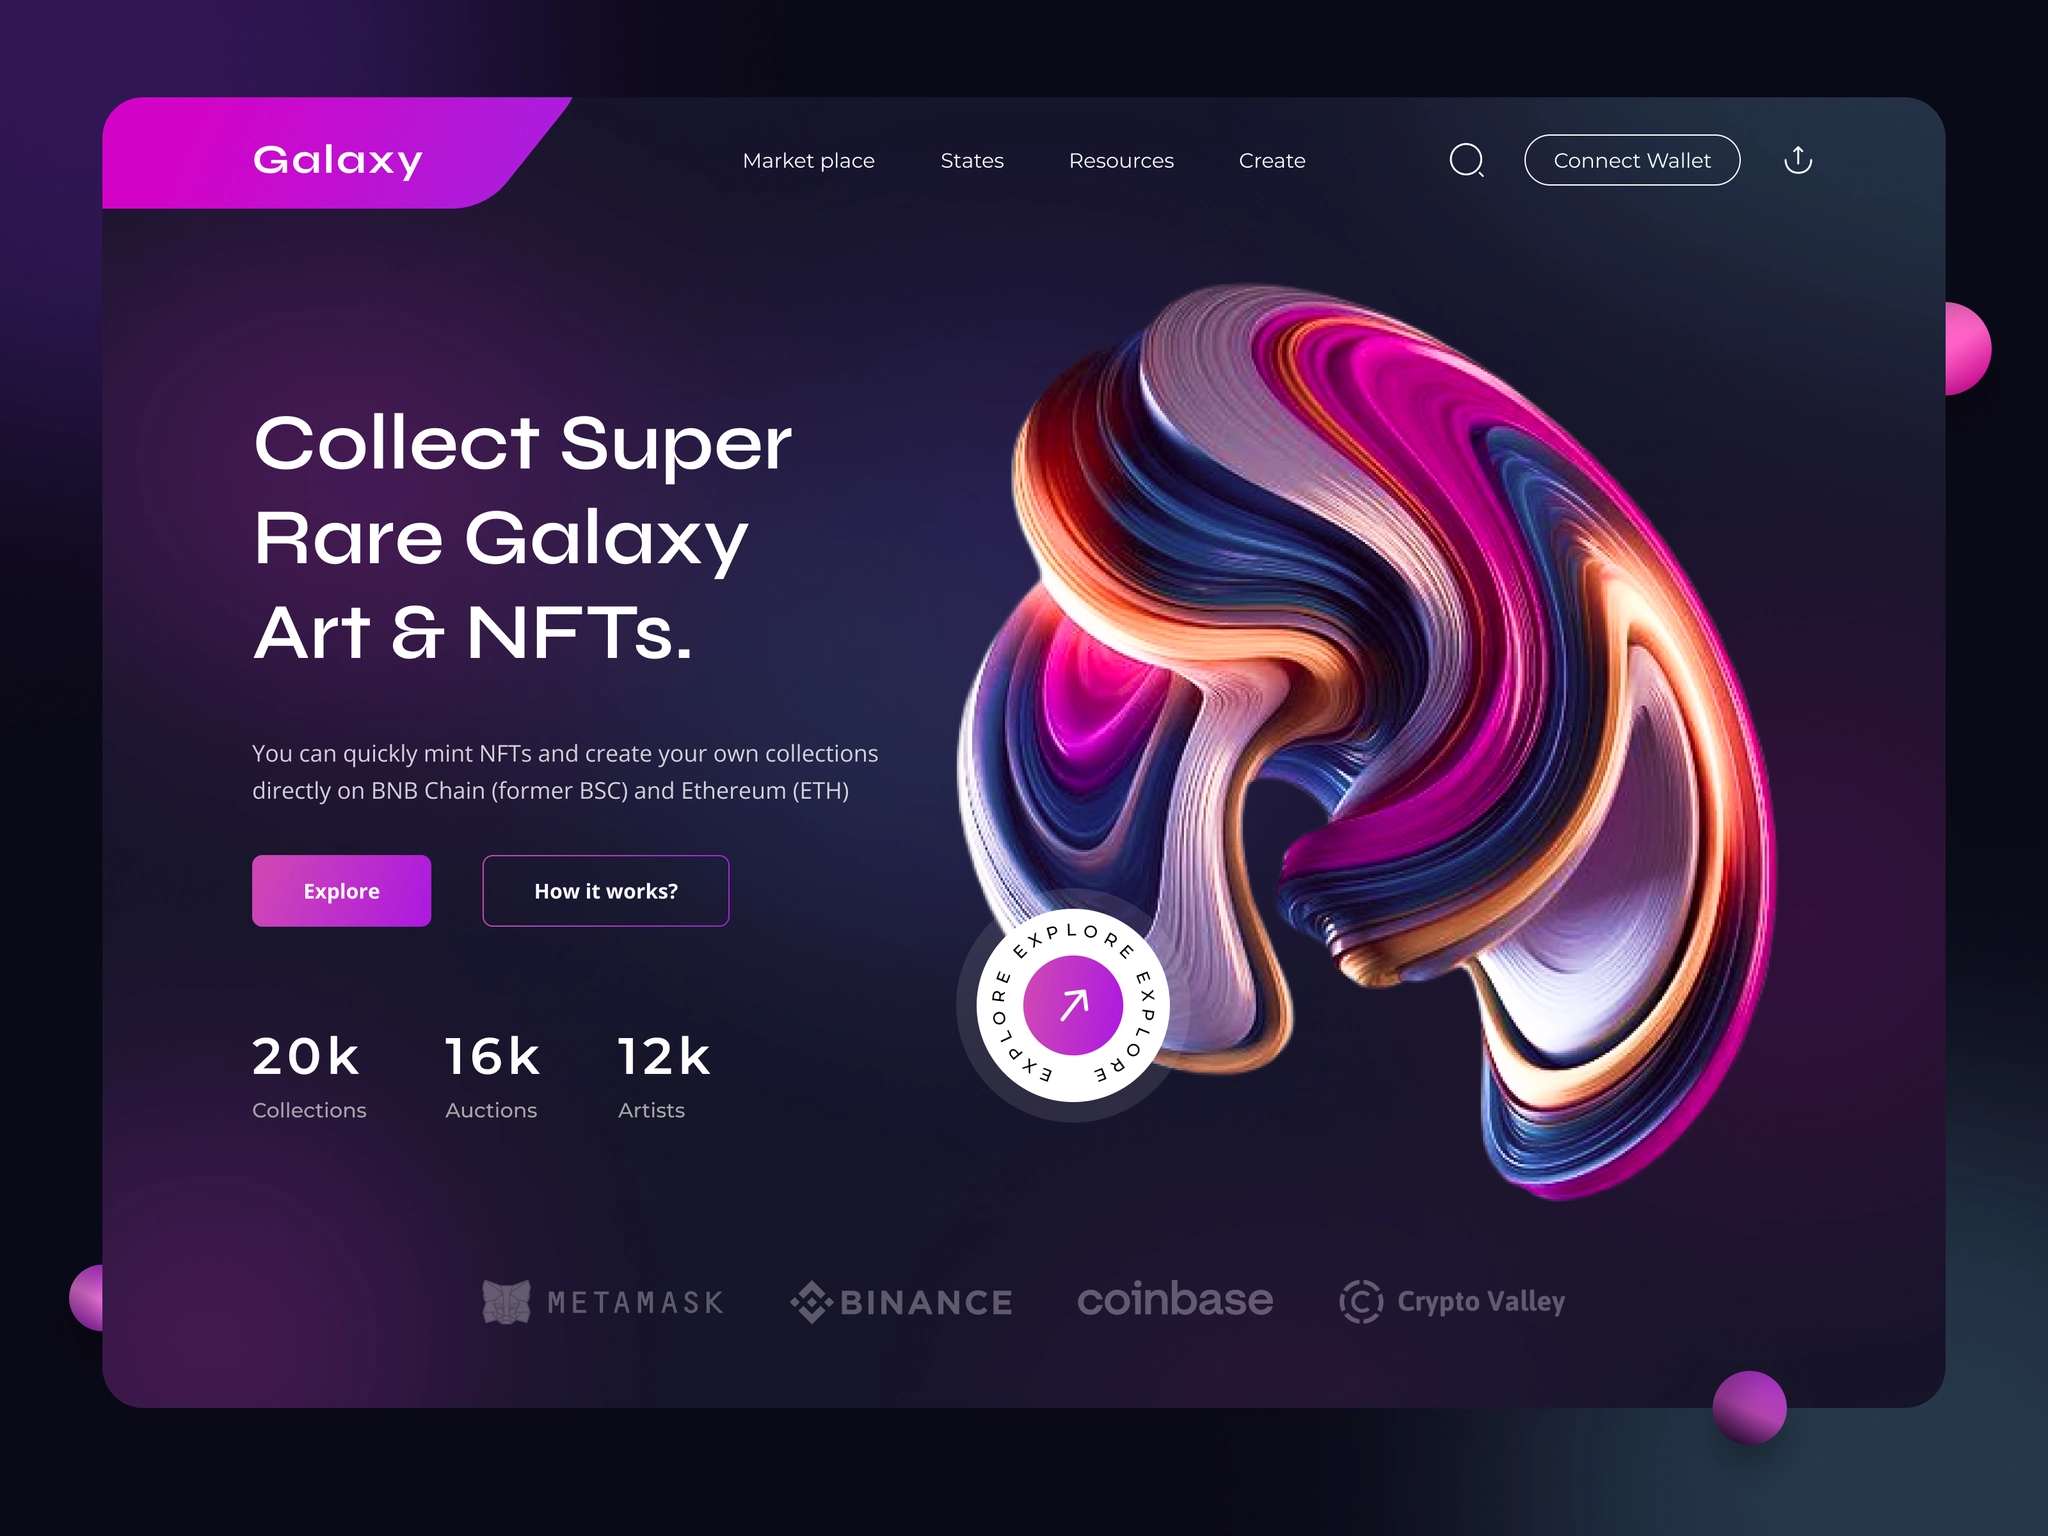 Galaxy
Market place
States
Resources
Create
Connect Wallet
Collect Super
Rare Galaxy
Art & NFTs.
You can quickly mint NFTs and create your own collections
directly on BNB Chain (former BSC) and Ethereum (ETH)
Explore
How it works?
EXPLORE EXPLORE EXPLORE
20k
Collections
16k
Auctions
12k
Artists
METAMASK
BINANCE
coinbase
Crypto Valley